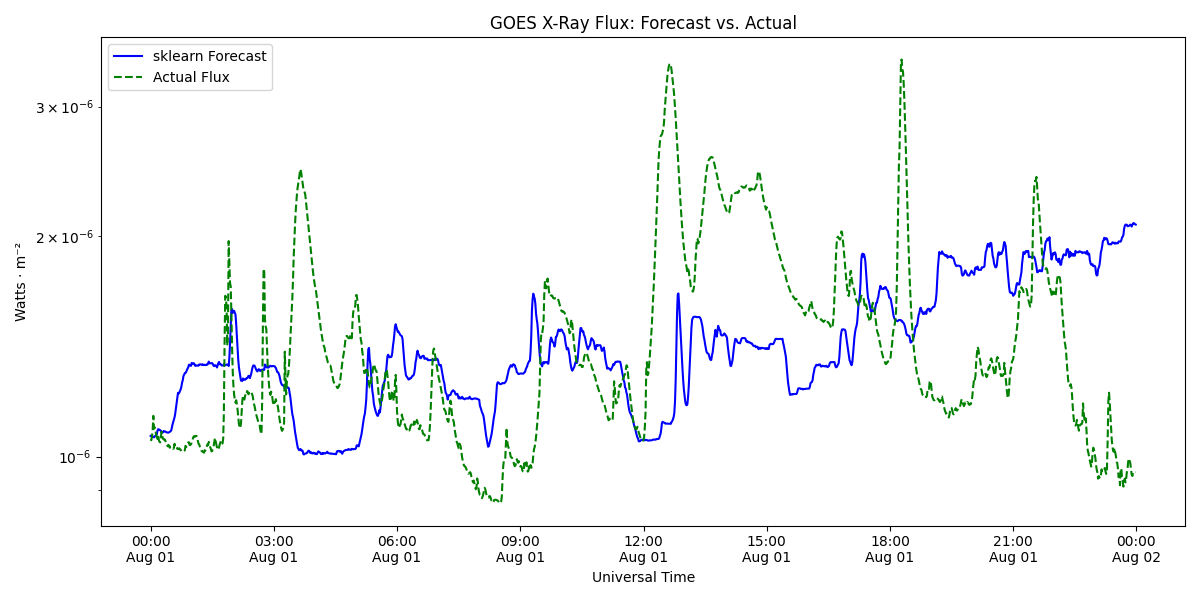 GOES X-Ray Flux: Forecast vs. Actual
sklearn Forecast
Actual Flux
3 × 10⁻⁶
2 × 10⁻⁶
10⁻⁶
Watts · m⁻²
00:00 03:00 06:00 09:00 12:00 15:00 18:00 21:00 00:00
Aug 01 Aug 01 Aug 01 Aug 01 Aug 01 Aug 01 Aug 01 Aug 01 Aug 02
Universal Time